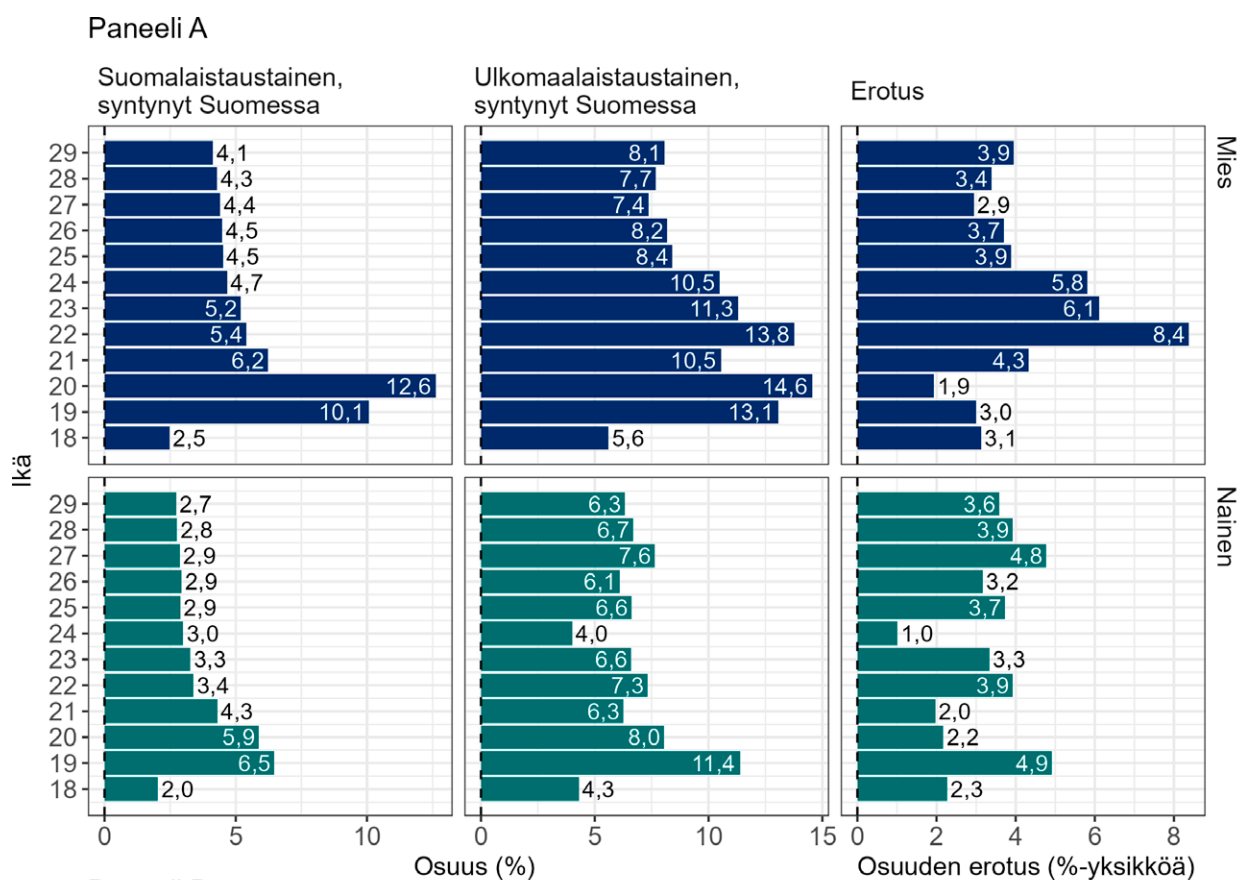 Paneeli A
Suomalaistaustainen,
syntynyt Suomessa
Ulkomaalaistaustainen,
syntynyt Suomessa
Erotus
29 4,1 8,1 3,9
28 4,3 7,7 3,4
27 4,4 7,4 2,9
26 4,5 8,2 3,7
25 4,5 8,4 3,9
24 4,7 10,5 5,8
23 5,2 11,3 6,1
22 5,4 13,8 8,4
21 6,2 10,5 4,3
20 12,6 14,6 1,9
19 10,1 13,1 3,0
18 2,5 5,6 3,1
Mies
Ikä
29 2,7 6,3 3,6
28 2,8 6,7 3,9
27 2,9 7,6 4,8
26 2,9 6,1 3,2
25 2,9 6,6 3,7
24 3,0 4,0 1,0
23 3,3 6,6 3,3
22 3,4 7,3 3,9
21 4,3 6,3 2,0
20 5,9 8,0 2,2
19 6,5 11,4 4,9
18 2,0 4,3 2,3
Nainen
0 5 10 0 5 10 15 0 2 4 6 8
Osuus (%) Osuuden erotus (%-yksikköä)